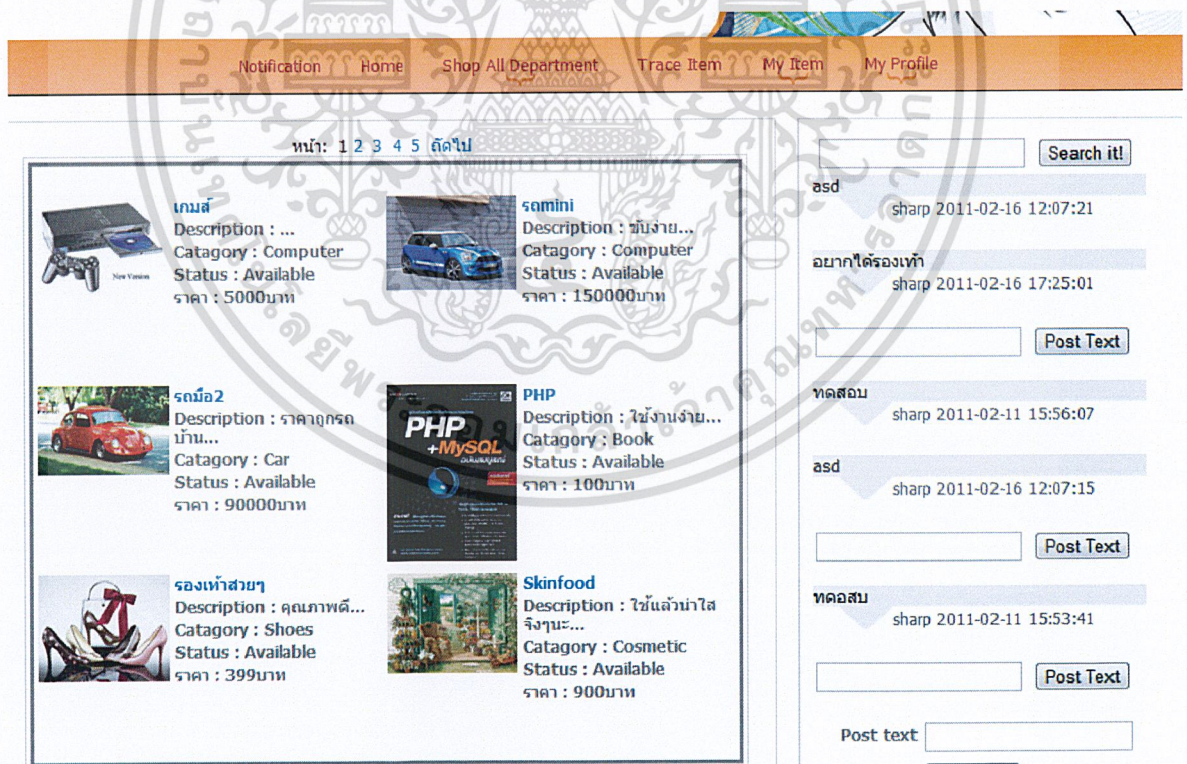 Notification Home Shop All Department Trace Item My Item My Profile
หน้า: 1 2 3 4 5 ถัดไป
เกมส์
Description : ...
Catagory : Computer
Status : Available
ราคา : 5000บาท
New Version
รถmini
Description : ขับง่าย...
Catagory : Computer
Status : Available
ราคา : 150000บาท
รถมือ2
Description : ราคาถูกรถ
บ้าน...
Catagory : Car
Status : Available
ราคา : 90000บาท
PHP
+MySQL
ฉบับสมบูรณ์
PHP
Description : ใช้งานง่าย...
Catagory : Book
Status : Available
ราคา : 100บาท
รองเท้าสวยๆ
Description : คุณภาพดี...
Catagory : Shoes
Status : Available
ราคา : 399บาท
Skinfood
Description : ใช้แล้วน่าใส
จิงๆนะ...
Catagory : Cosmetic
Status : Available
ราคา : 900บาท
Search it!
asd
sharp 2011-02-16 12:07:21
อยากได้รองเท้า
sharp 2011-02-16 17:25:01
Post Text
ทดสอบ
sharp 2011-02-11 15:56:07
asd
sharp 2011-02-16 12:07:15
Post Text
ทดอสบ
sharp 2011-02-11 15:53:41
Post Text
Post text